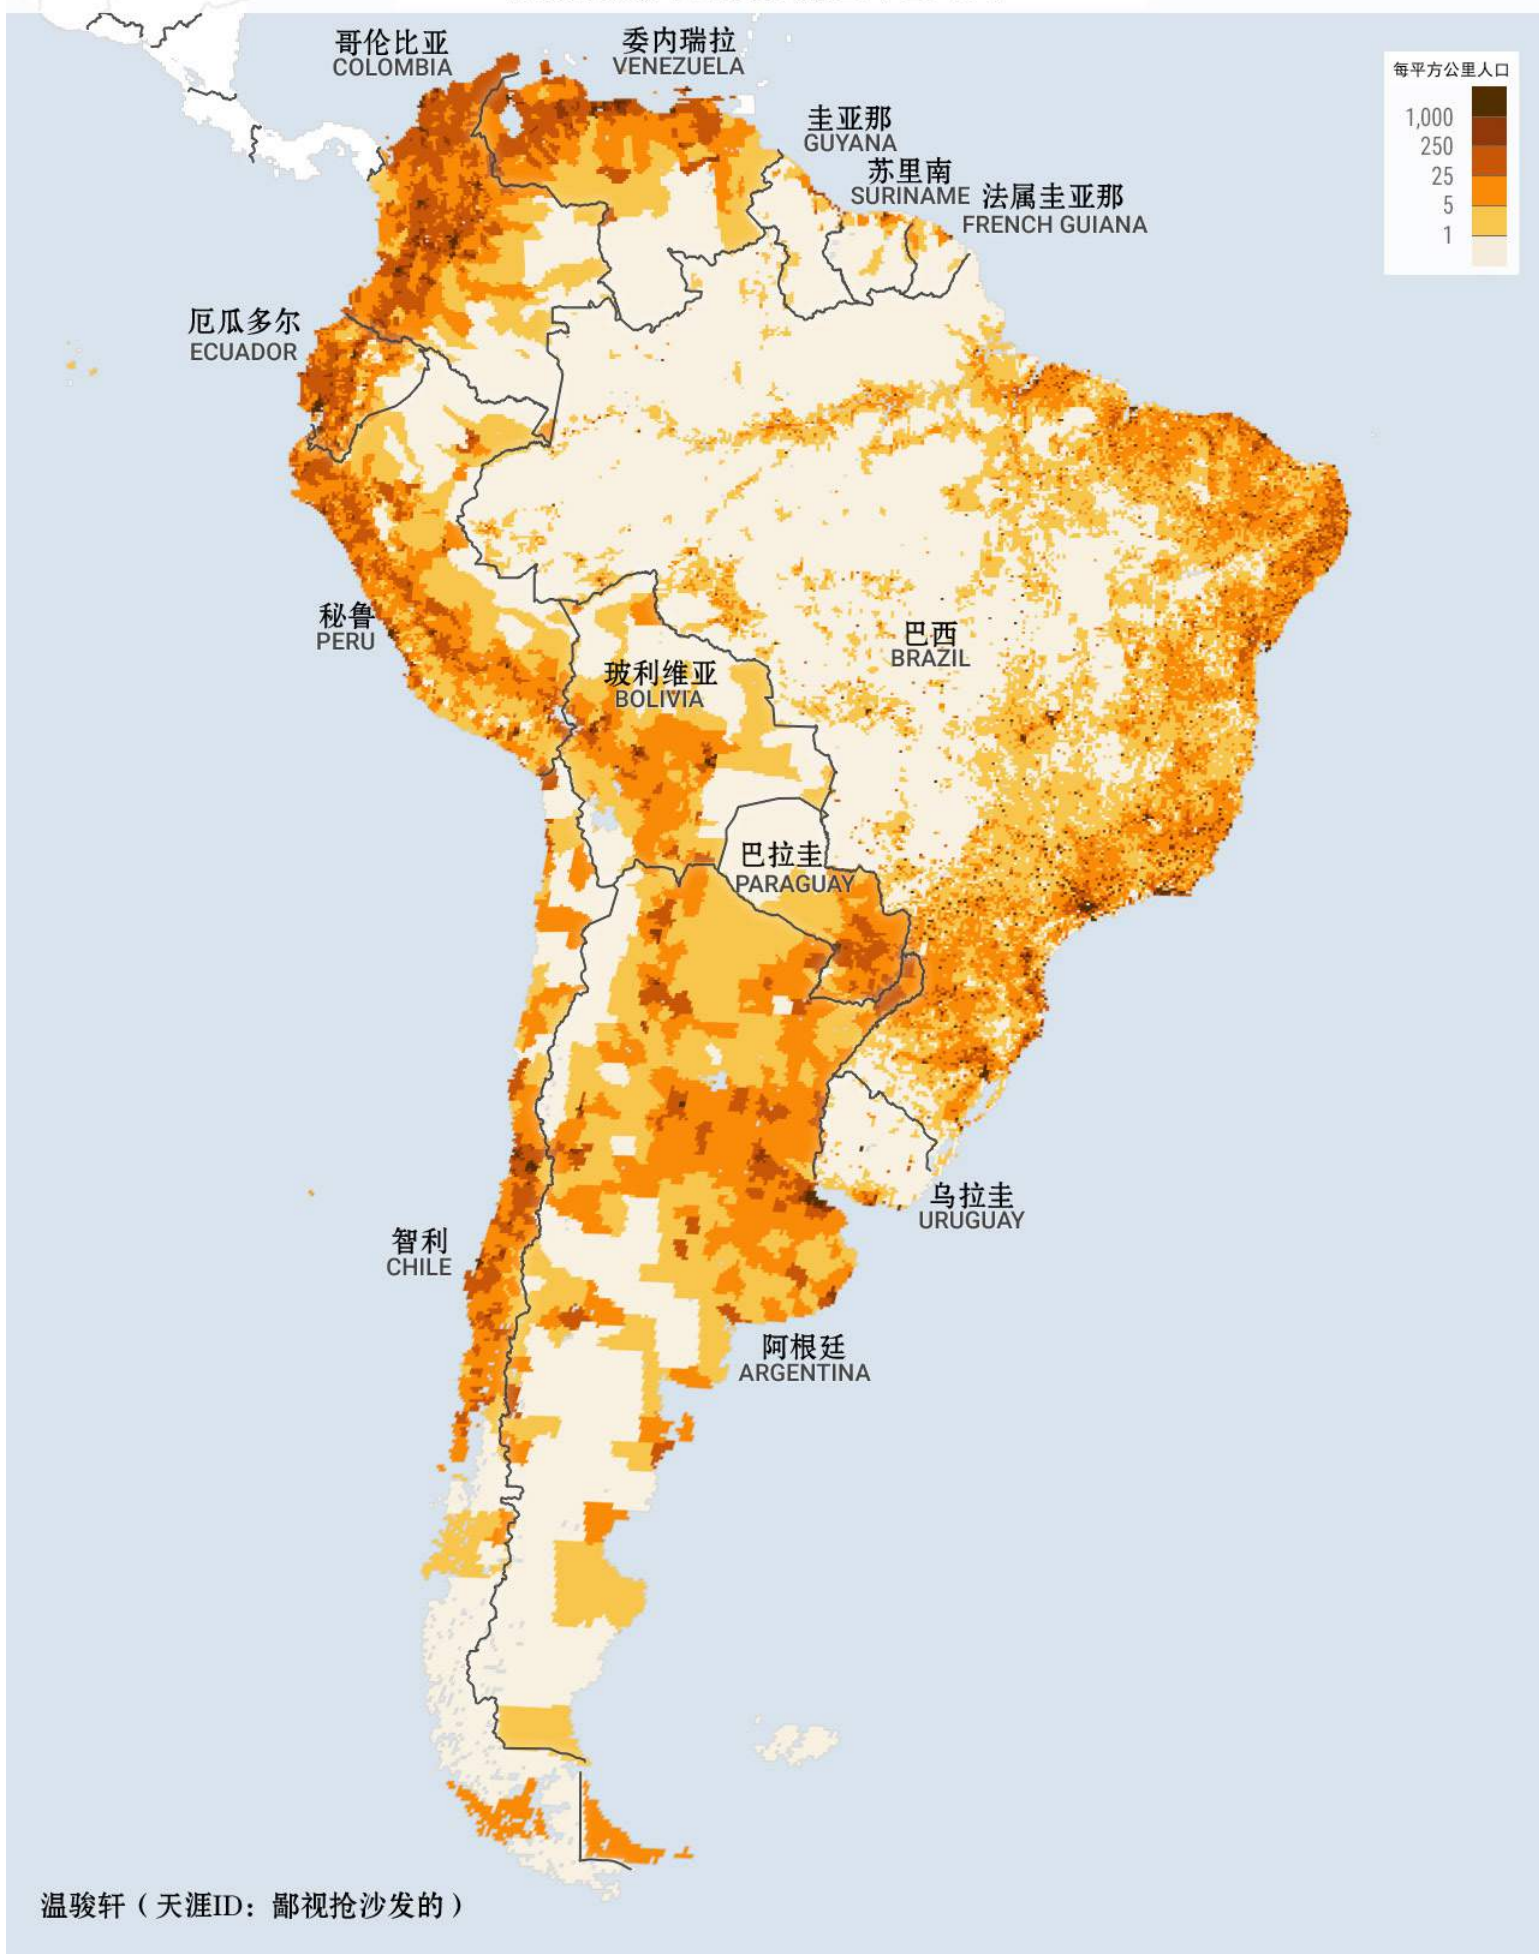 哥伦比亚
COLOMBIA
委内瑞拉
VENEZUELA
每平方公里人口
1,000
250
25
5
1
圭亚那
GUYANA
苏里南
SURINAME
法属圭亚那
FRENCH GUIANA
厄瓜多尔
ECUADOR
秘鲁
PERU
巴西
BRAZIL
玻利维亚
BOLIVIA
巴拉圭
PARAGUAY
乌拉圭
URUGUAY
智利
CHILE
阿根廷
ARGENTINA
温骏轩（天涯ID：鄙视抢沙发的）